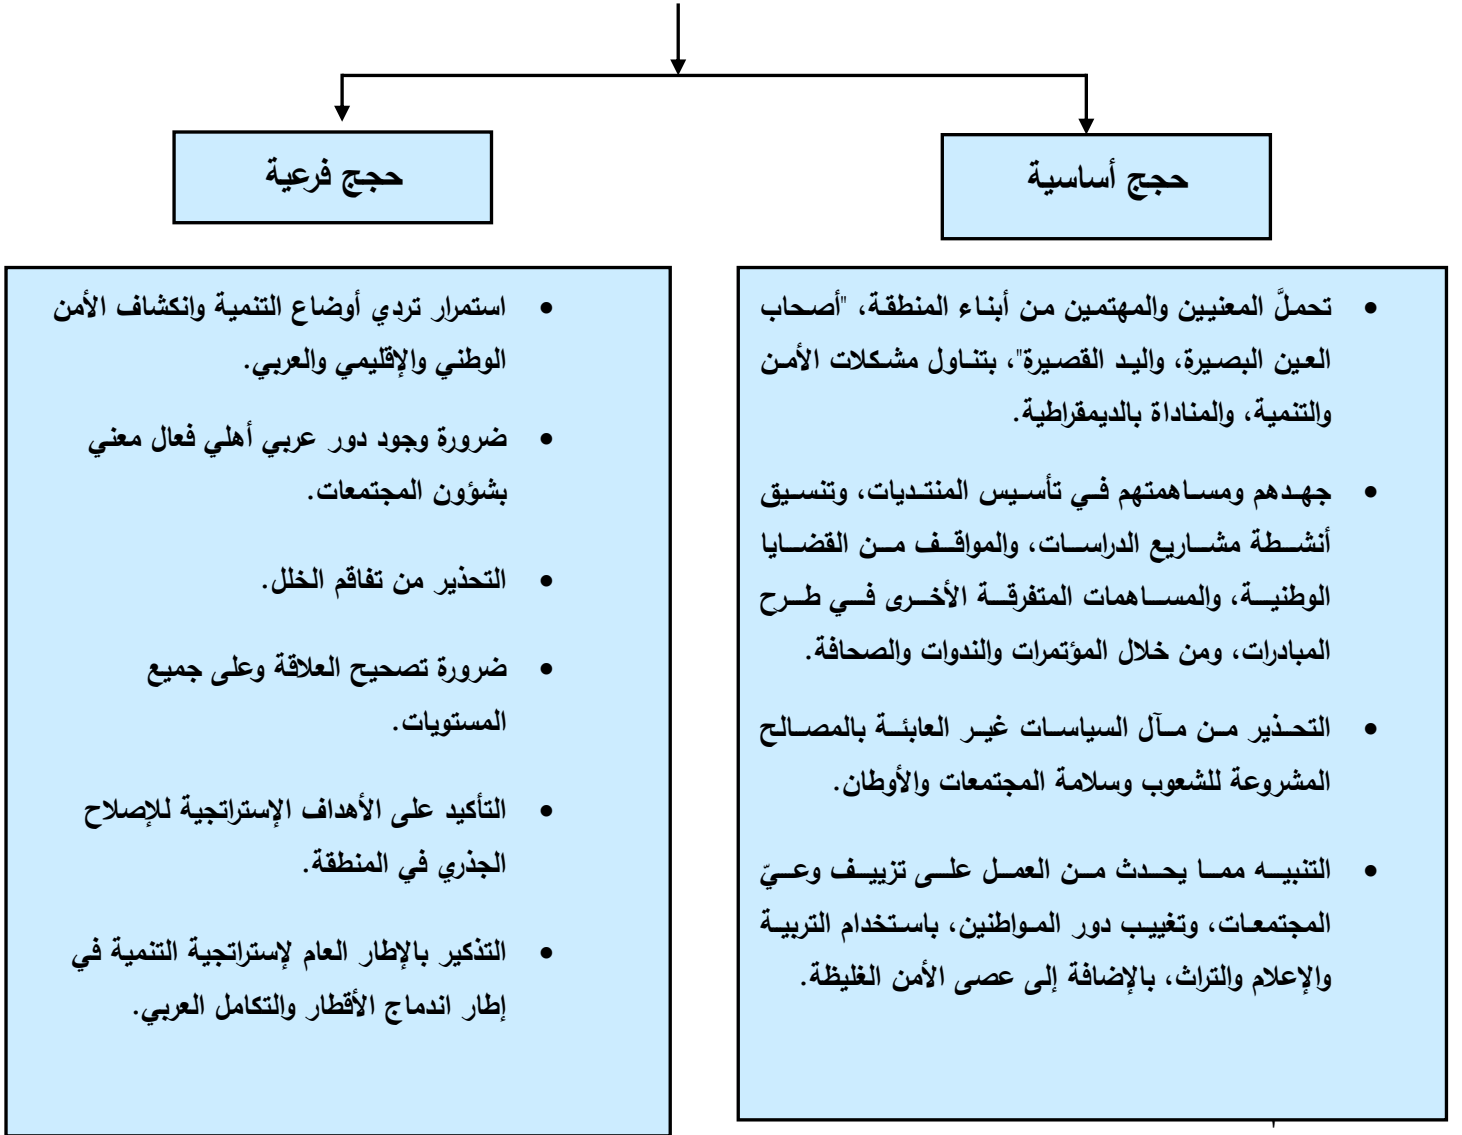 حجج أساسية
• تحملَّ المعنيين والمهتمين من أبناء المنطقة، "أصحاب
العين البصيرة، واليد القصيرة"، بتناول مشكلات الأمن
والتنمية، والمناداة بالديمقراطية.
• جهدهم ومساهمتهم في تأسيس المنتديات، وتنسيق
أنشطة مشاريع الدراسات، والمواقف من القضايا
الوطنية، والمساهمات المتفرقة الأخرى في طرح
المبادرات، ومن خلال المؤتمرات والندوات والصحافة.
• التحذير من مآل السياسات غير العابئة بالمصالح
المشروعة للشعوب وسلامة المجتمعات والأوطان.
• التنبيه مما يحدث من العمل على تزييف وعيّ
المجتمعات، وتغييب دور المواطنين، باستخدام التربية
والإعلام والتراث، بالإضافة إلى عصى الأمن الغليظة.
حجج فرعية
• استمرار تردي أوضاع التنمية وانكشاف الأمن
الوطني والإقليمي والعربي.
• ضرورة وجود دور عربي أهلي فعال معني
بشؤون المجتمعات.
• التحذير من تفاقم الخلل.
• ضرورة تصحيح العلاقة وعلى جميع
المستويات.
• التأكيد على الأهداف الإستراتجية للإصلاح
الجذري في المنطقة.
• التذكير بالإطار العام لإستراتجية التنمية في
إطار اندماج الأقطار والتكامل العربي.